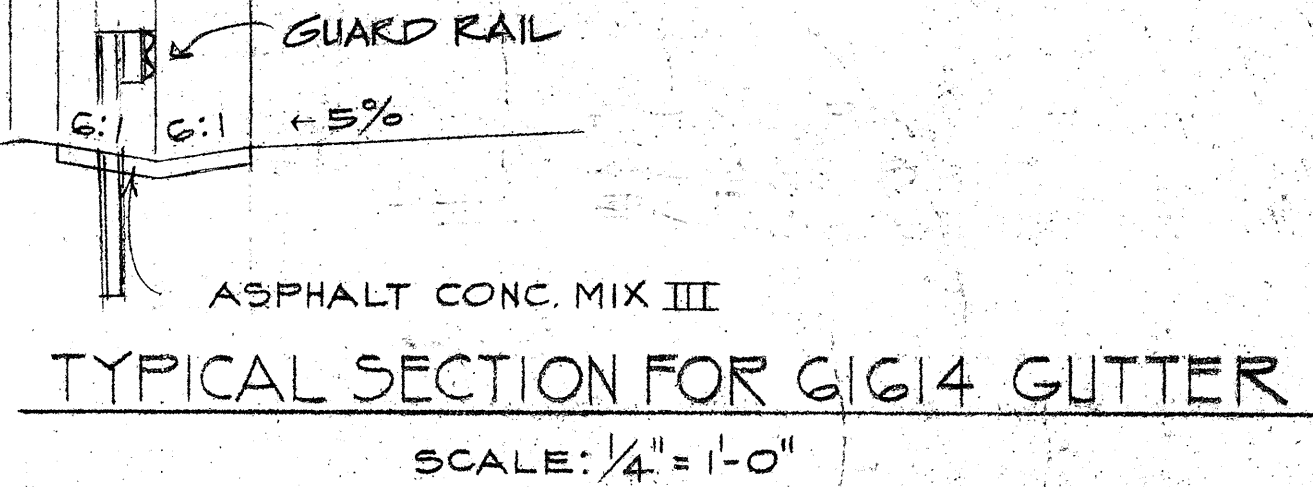 GUARD RAIL
6:1 6:1 ← 5%
ASPHALT CONC. MIX III
TYPICAL SECTION FOR G1G14 GUTTER
SCALE: 1/4" = 1'-0"